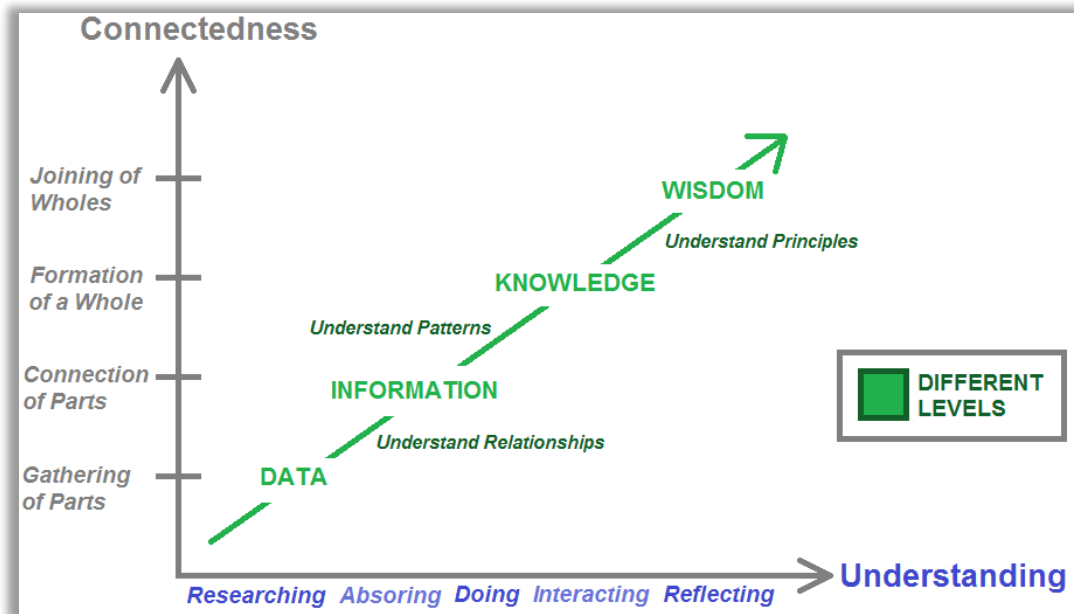 Connectedness
Joining of
Wholes
WISDOM
Understand Principles
Formation
of a Whole
KNOWLEDGE
Understand Patterns
Connection
of Parts
INFORMATION
DIFFERENT
LEVELS
Understand Relationships
Gathering
of Parts
DATA
Understanding
Researching Absoring Doing Interacting Reflecting